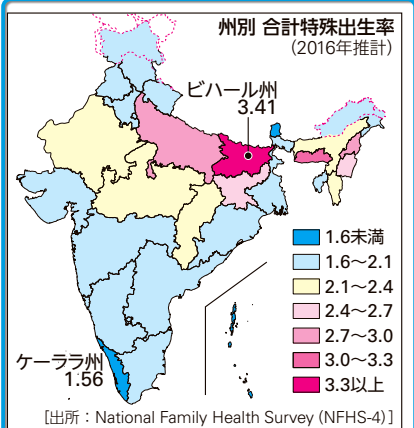 州別 合計特殊出生率
(2016年推計)
ビハール州
3.41
1.6未満
1.6〜2.1
2.1〜2.4
2.4〜2.7
2.7〜3.0
3.0〜3.3
3.3以上
ケーララ州
1.56
[出所：National Family Health Survey (NFHS-4)]